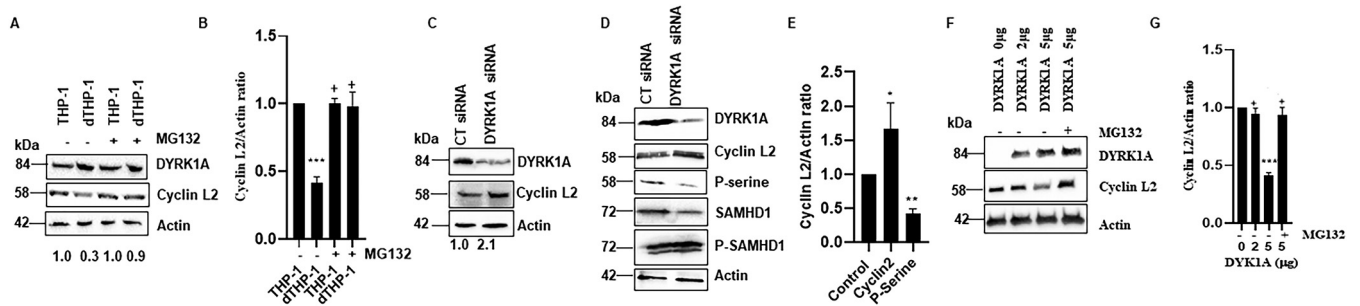 A
THP-1
dTHP-1
THP-1
dTHP-1
kDa
- - + + MG132
84 DYRK1A
58 Cyclin L2
42 Actin
1.0 0.3 1.0 0.9
B
Cyclin L2/Actin ratio
1.5
1.0
0.5
0.0
***
+
+
- - + + MG132
THP-1
dTHP-1
THP-1
dTHP-1
C
CT siRNA
DYRK1A siRNA
kDa
84 DYRK1A
58 Cyclin L2
42 Actin
1.0 2.1
D
CT siRNA
DYRK1A siRNA
kDa
84 DYRK1A
58 Cyclin L2
58 P-serine
72 SAMHD1
72 P-SAMHD1
42 Actin
E
Cyclin L2/Actin ratio
2.5
2.0
1.5
1.0
0.5
0.0
*
**
Control
Cyclin2
P-Serine
F
DYRK1A 0µg
DYRK1A 2µg
DYRK1A 5µg
DYRK1A 5µg
kDa
- - - + MG132
84 DYRK1A
58 Cyclin L2
42 Actin
G
Cyclin L2/Actin ratio
1.5
1.0
0.5
0.0
+
***
+
- - - + MG132
0 2 5 5
DYK1A (µg)